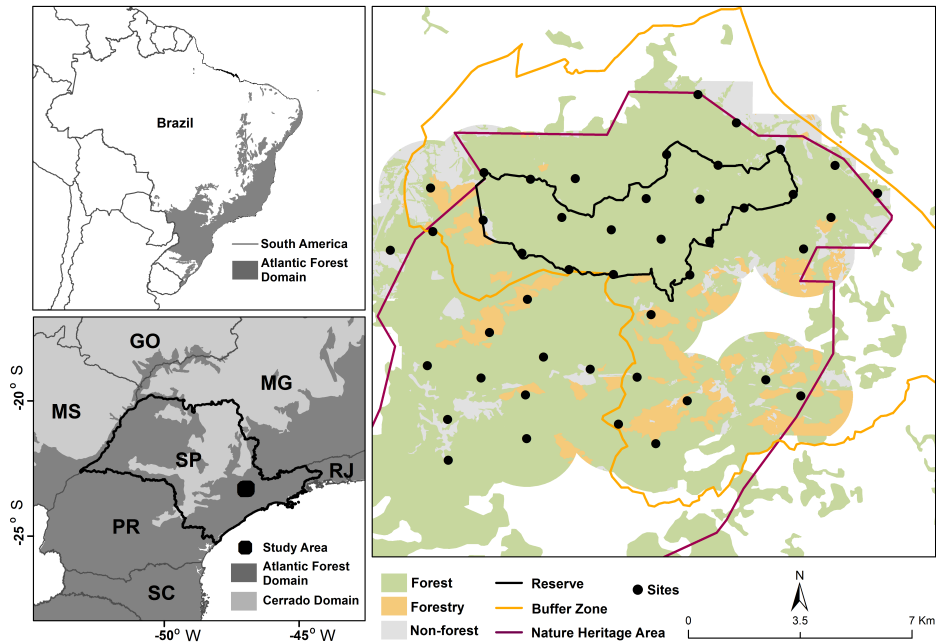 Brazil
South America
Atlantic Forest
Domain
GO
MG
MS
SP
RJ
PR
SC
-20° S
-25° S
Study Area
Atlantic Forest
Domain
Cerrado Domain
-50° W
-45° W
Forest
Forestry
Non-forest
Reserve
Buffer Zone
Nature Heritage Area
Sites
N
0 3.5 7 Km